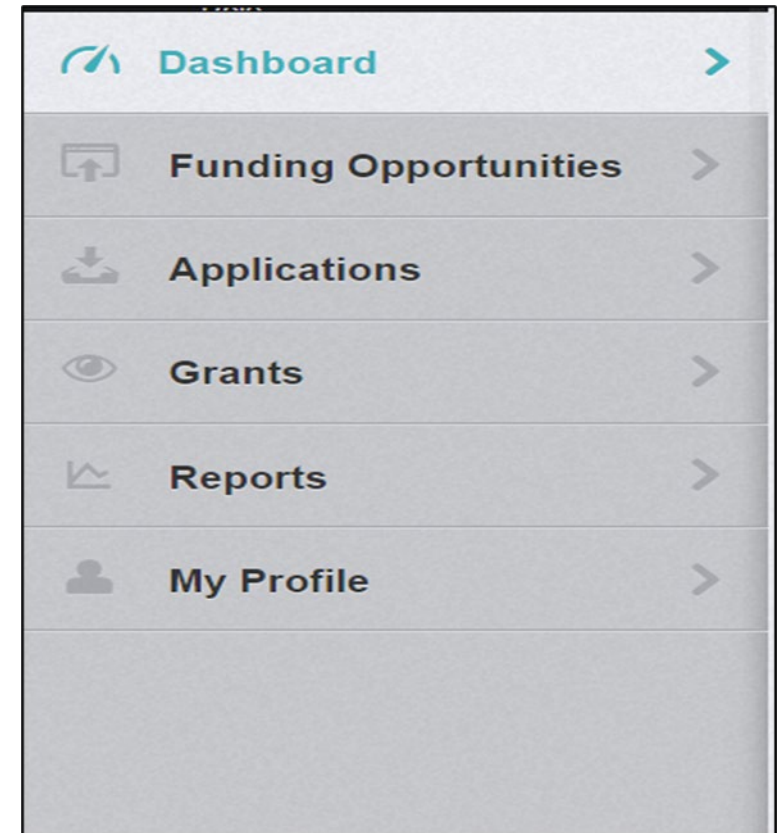 Dashboard
Funding Opportunities
Applications
Grants
Reports
My Profile